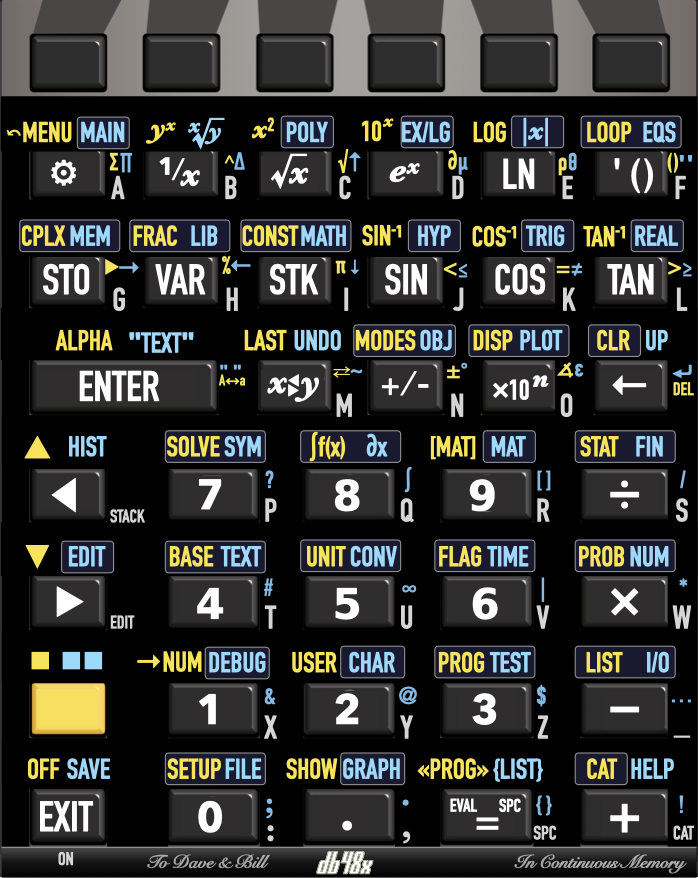 MENU MAIN yˣ ˣ√y x² POLY 10ˣ EX/LG LOG |x| LOOP EQS
⚙ ΣΠ A 1/x ^Δ B √x √↑ C eˣ ∂μ D LN ρθ E ' () ()'' F
CPLX MEM FRAC LIB CONST MATH SIN⁻¹ HYP COS⁻¹ TRIG TAN⁻¹ REAL
STO ▶→ G VAR %← H STK π↓ I SIN <≤ J COS =≠ K TAN >≥ L
ALPHA "TEXT" LAST UNDO MODES OBJ DISP PLOT CLR UP
ENTER " " A↔a x▸y ⇄~ M +/- ±° N ×10ⁿ ∡ε O ← ↵ DEL
▲ HIST SOLVE SYM ∫f(x) ∂x [MAT] MAT STAT FIN
◀ STACK 7 ? P 8 ∫ Q 9 [] R ÷ / S
▼ EDIT BASE TEXT UNIT CONV FLAG TIME PROB NUM
▶ EDIT 4 # T 5 ∞ U 6 | V × * W
→NUM DEBUG USER CHAR PROG TEST LIST I/O
1 & X 2 @ Y 3 $ Z − ... _
OFF SAVE SETUP FILE SHOW GRAPH «PROG» {LIST} CAT HELP
EXIT 0 ; : . · , EVAL SPC = {} SPC + ! CAT
ON To Dave & Bill db48x In Continuous Memory